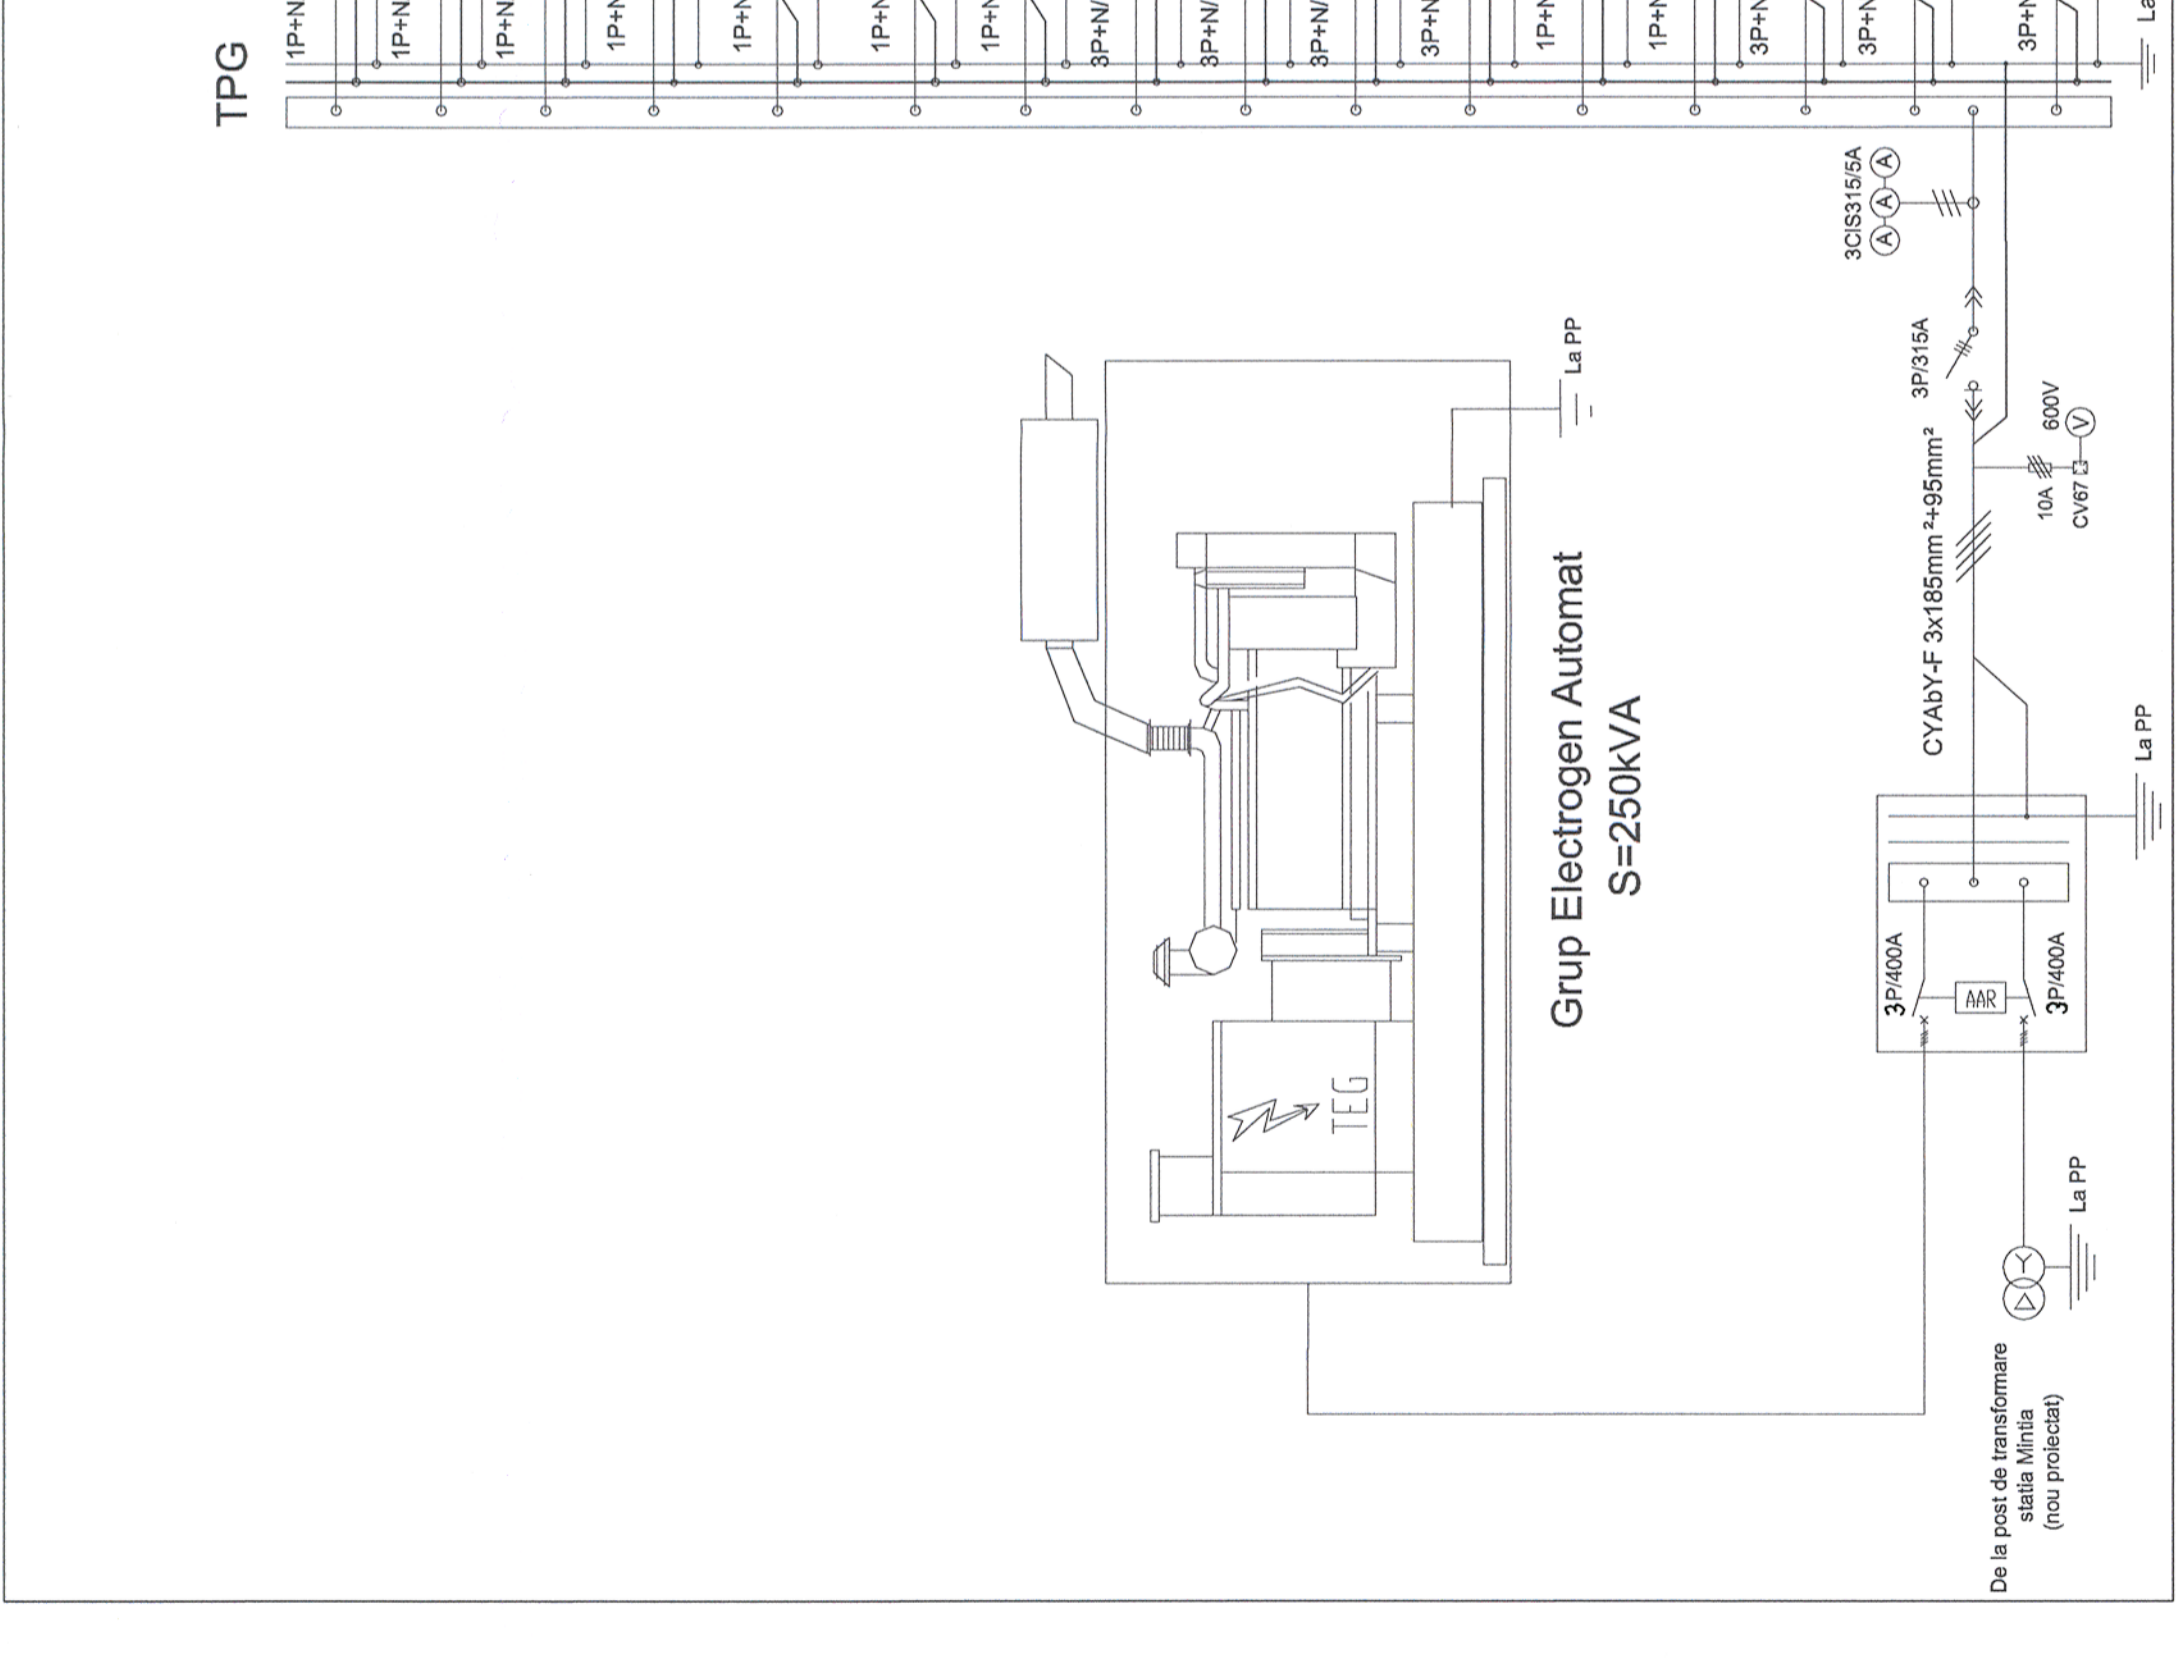 TPG
1P+N
1P+N
1P+N
1P+N
1P+N
1P+N
1P+N
3P+N/
3P+N/
3P+N/
3P+N
1P+N
1P+N
3P+N
3P+N
3P+N
La
3CIS315/5A
A A A
3P/315A
La PP
600V
V
10A
CV67
CYAbY-F 3x185mm²+95mm²
Grup Electrogen Automat
S=250kVA
TEG
La PP
3P/400A
AAR
3P/400A
La PP
De la post de transformare
statia Mintia
(nou proiectat)